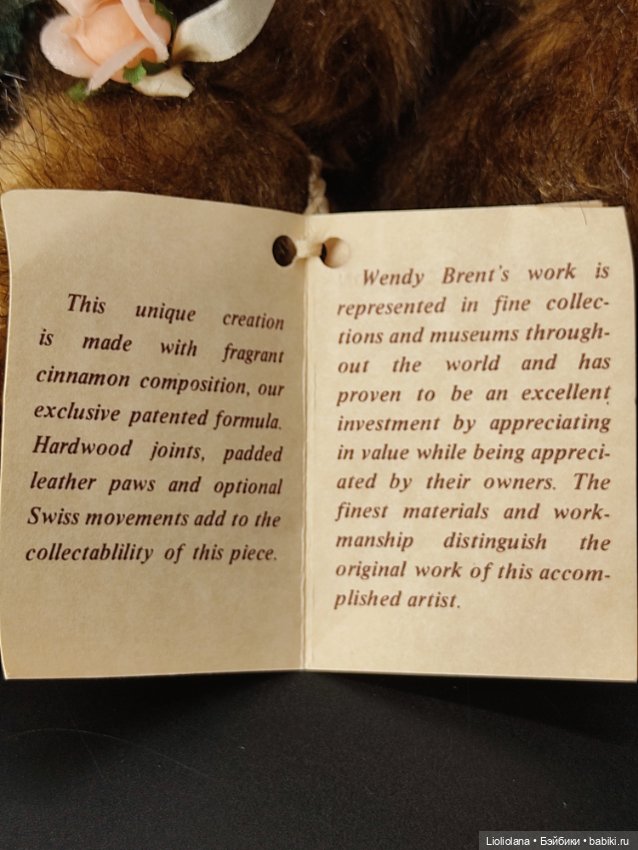 This unique creation
is made with fragrant
cinnamon composition, our
exclusive patented formula.
Hardwood joints, padded
leather paws and optional
Swiss movements add to the
collectablility of this piece.
Wendy Brent's work is
represented in fine collec-
tions and museums through-
out the world and has
proven to be an excellent
investment by appreciating
in value while being appreci-
ated by their owners. The
finest materials and work-
manship distinguish the
original work of this accom-
plished artist.
Lioliolana • Бэйбики • babiki.ru